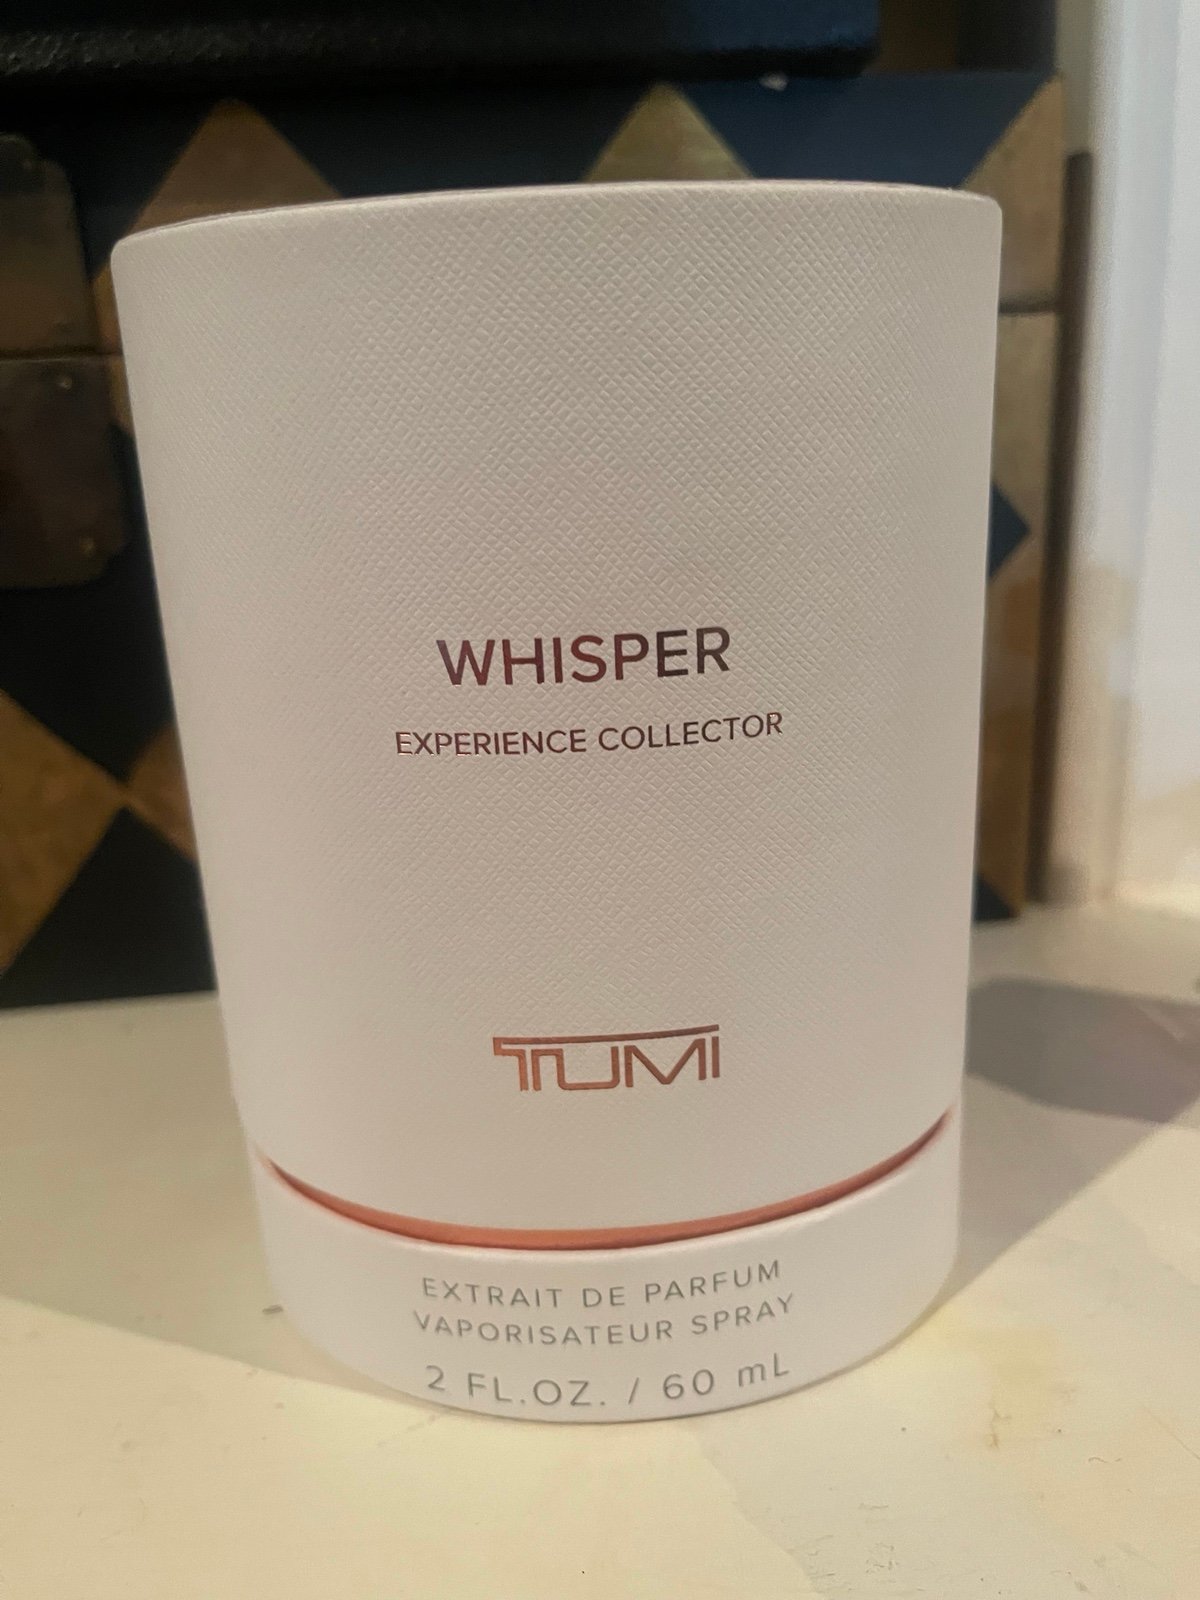 WHISPER
EXPERIENCE COLLECTOR
TUMI
EXTRAIT DE PARFUM
VAPORISATEUR SPRAY
2 FL.OZ. / 60 mL